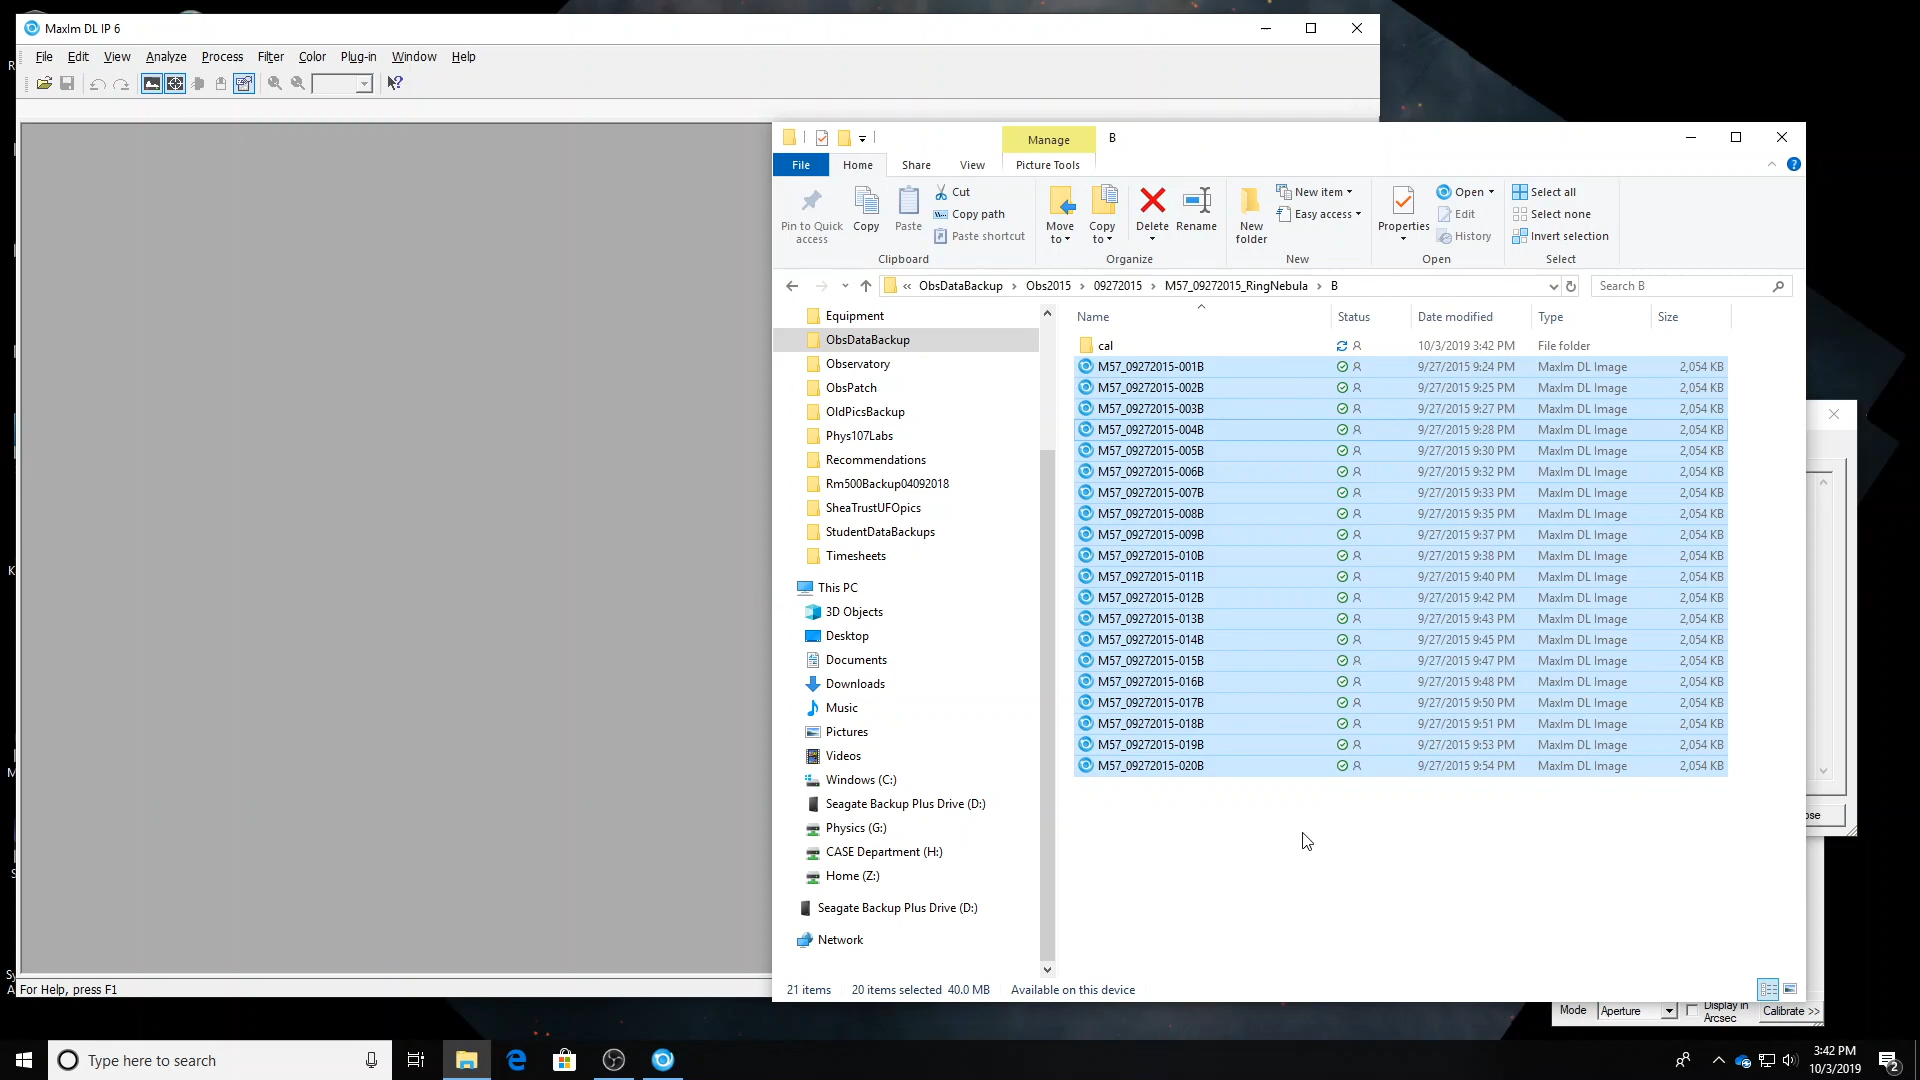 MaxIm DL IP 6
File Edit View Analyze Process Filter Color Plug-in Window Help
Manage B
File Home Share View Picture Tools
Pin to Quick access
Copy
Paste
Cut
Copy path
Paste shortcut
Clipboard
Move to
Copy to
Delete
Rename
Organize
New folder
New item
Easy access
New
Properties
Open
Edit
History
Open
Select all
Select none
Invert selection
Select
« ObsDataBackup › Obs2015 › 09272015 › M57_09272015_RingNebula › B
Search B
Equipment
ObsDataBackup
Observatory
ObsPatch
OldPicsBackup
Phys107Labs
Recommendations
Rm500Backup04092018
SheaTrustUFOpics
StudentDataBackups
Timesheets
This PC
3D Objects
Desktop
Documents
Downloads
Music
Pictures
Videos
Windows (C:)
Seagate Backup Plus Drive (D:)
Physics (G:)
CASE Department (H:)
Home (Z:)
Seagate Backup Plus Drive (D:)
Network
Name Status Date modified Type Size
cal 10/3/2019 3:42 PM File folder
M57_09272015-001B 9/27/2015 9:24 PM MaxIm DL Image 2,054 KB
M57_09272015-002B 9/27/2015 9:25 PM MaxIm DL Image 2,054 KB
M57_09272015-003B 9/27/2015 9:27 PM MaxIm DL Image 2,054 KB
M57_09272015-004B 9/27/2015 9:28 PM MaxIm DL Image 2,054 KB
M57_09272015-005B 9/27/2015 9:30 PM MaxIm DL Image 2,054 KB
M57_09272015-006B 9/27/2015 9:32 PM MaxIm DL Image 2,054 KB
M57_09272015-007B 9/27/2015 9:33 PM MaxIm DL Image 2,054 KB
M57_09272015-008B 9/27/2015 9:35 PM MaxIm DL Image 2,054 KB
M57_09272015-009B 9/27/2015 9:37 PM MaxIm DL Image 2,054 KB
M57_09272015-010B 9/27/2015 9:38 PM MaxIm DL Image 2,054 KB
M57_09272015-011B 9/27/2015 9:40 PM MaxIm DL Image 2,054 KB
M57_09272015-012B 9/27/2015 9:42 PM MaxIm DL Image 2,054 KB
M57_09272015-013B 9/27/2015 9:43 PM MaxIm DL Image 2,054 KB
M57_09272015-014B 9/27/2015 9:45 PM MaxIm DL Image 2,054 KB
M57_09272015-015B 9/27/2015 9:47 PM MaxIm DL Image 2,054 KB
M57_09272015-016B 9/27/2015 9:48 PM MaxIm DL Image 2,054 KB
M57_09272015-017B 9/27/2015 9:50 PM MaxIm DL Image 2,054 KB
M57_09272015-018B 9/27/2015 9:51 PM MaxIm DL Image 2,054 KB
M57_09272015-019B 9/27/2015 9:53 PM MaxIm DL Image 2,054 KB
M57_09272015-020B 9/27/2015 9:54 PM MaxIm DL Image 2,054 KB
21 items 20 items selected 40.0 MB Available on this device
For Help, press F1
Mode Aperture Display in Arcsec Calibrate >>
Type here to search
3:42 PM
10/3/2019
2